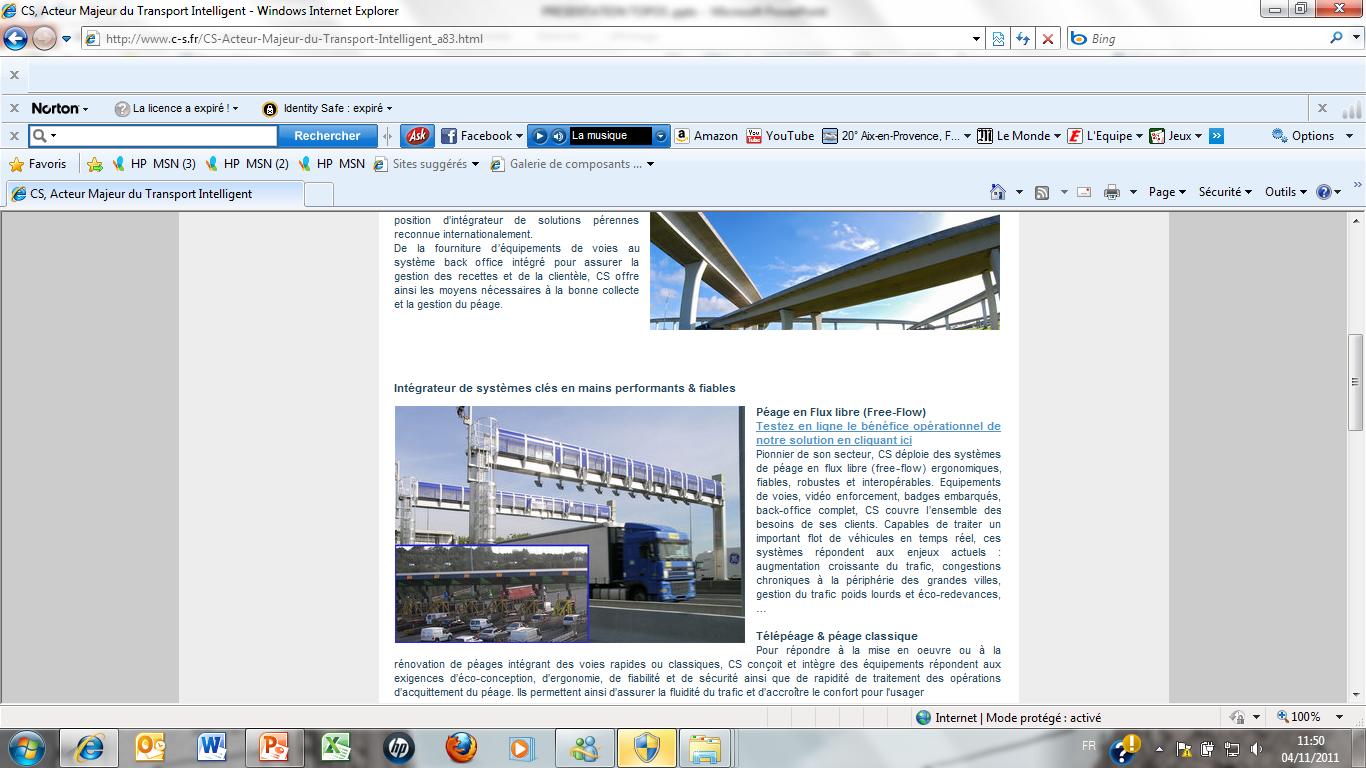 CS, Acteur Majeur du Transport Intelligent - Windows Internet Explorer
http://www.c-s.fr/CS-Acteur-Majeur-du-Transport-Intelligent_a83.html
Bing
Norton
La licence a expiré !
Identity Safe : expiré
Rechercher
Ask
Facebook
La musique
Amazon
YouTube
20° Aix-en-Provence, F...
Le Monde
L'Equipe
Jeux
Options
Favoris
HP MSN (3)
HP MSN (2)
HP MSN
Sites suggérés
Galerie de composants ...
CS, Acteur Majeur du Transport Intelligent
Page
Sécurité
Outils
position d'intégrateur de solutions pérennes
reconnue internationalement.
De la fourniture d'équipements de voies au
système back office intégré pour assurer la
gestion des recettes et de la clientèle, CS offre
ainsi les moyens nécessaires à la bonne collecte
et la gestion du péage.
Intégrateur de systèmes clés en mains performants & fiables
Péage en Flux libre (Free-Flow)
Testez en ligne le bénéfice opérationnel de
notre solution en cliquant ici
Pionnier de son secteur, CS déploie des systèmes
de péage en flux libre (free-flow) ergonomiques,
fiables, robustes et interopérables. Equipements
de voies, vidéo enforcement, badges embarqués,
back-office complet, CS couvre l'ensemble des
besoins de ses clients. Capables de traiter un
important flot de véhicules en temps réel, ces
systèmes répondent aux enjeux actuels :
augmentation croissante du trafic, congestions
chroniques à la périphérie des grandes villes,
gestion du trafic poids lourds et éco-redevances,
...
Télépéage & péage classique
Pour répondre à la mise en oeuvre ou à la
rénovation de péages intégrant des voies rapides ou classiques, CS conçoit et intègre des équipements répondent aux
exigences d'éco-conception, d'ergonomie, de fiabilité et de sécurité ainsi que de rapidité de traitement des opérations
d'acquittement du péage. Ils permettent ainsi d'assurer la fluidité du trafic et d'accroître le confort pour l'usager
Internet | Mode protégé : activé
100%
FR
11:50
04/11/2011